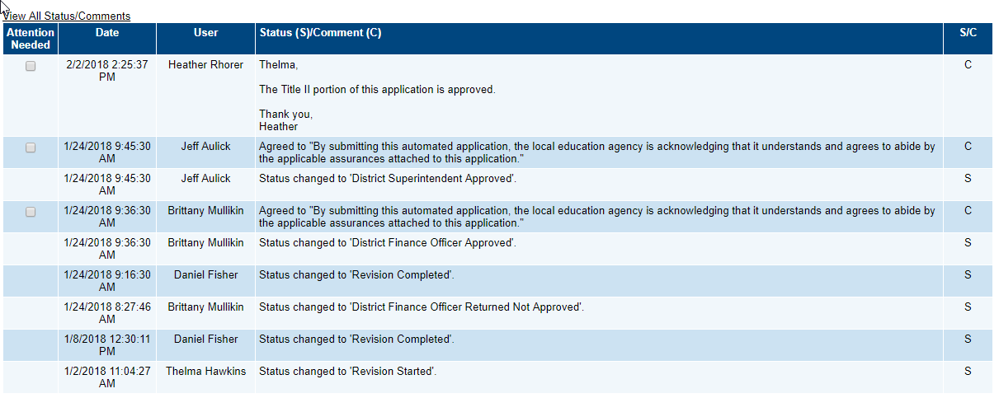 View All Status/Comments
Attention Needed Date User Status (S)/Comment (C) S/C
2/2/2018 2:25:37 PM Heather Rhorer Thelma, C
The Title II portion of this application is approved.
Thank you,
Heather
1/24/2018 9:45:30 AM Jeff Aulick Agreed to "By submitting this automated application, the local education agency is acknowledging that it understands and agrees to abide by C
the applicable assurances attached to this application."
1/24/2018 9:45:30 AM Jeff Aulick Status changed to 'District Superintendent Approved'. S
1/24/2018 9:36:30 AM Brittany Mullikin Agreed to "By submitting this automated application, the local education agency is acknowledging that it understands and agrees to abide by C
the applicable assurances attached to this application."
1/24/2018 9:36:30 AM Brittany Mullikin Status changed to 'District Finance Officer Approved'. S
1/24/2018 9:16:30 AM Daniel Fisher Status changed to 'Revision Completed'. S
1/24/2018 8:27:46 AM Brittany Mullikin Status changed to 'District Finance Officer Returned Not Approved'. S
1/8/2018 12:30:11 PM Daniel Fisher Status changed to 'Revision Completed'. S
1/2/2018 11:04:27 AM Thelma Hawkins Status changed to 'Revision Started'. S